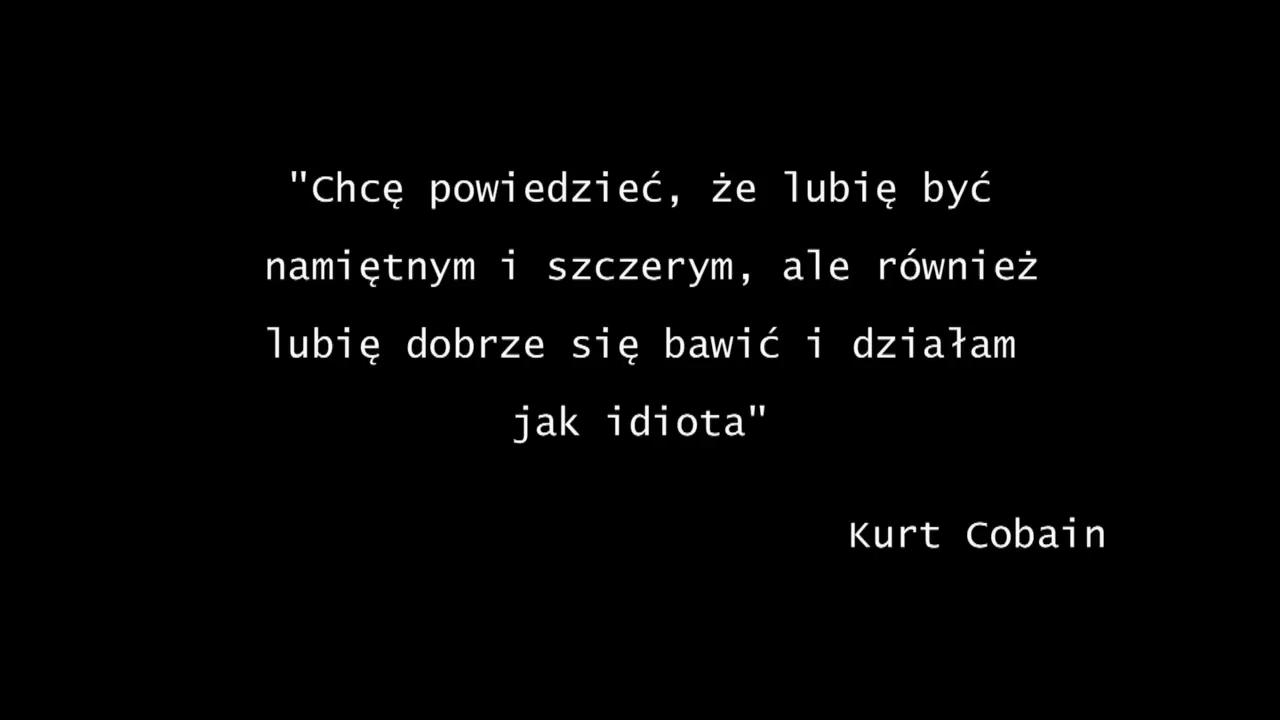 "Chcę powiedzieć, że lubię być
namiętnym i szczerym, ale również
lubię dobrze się bawić i działam
jak idiota"
Kurt Cobain